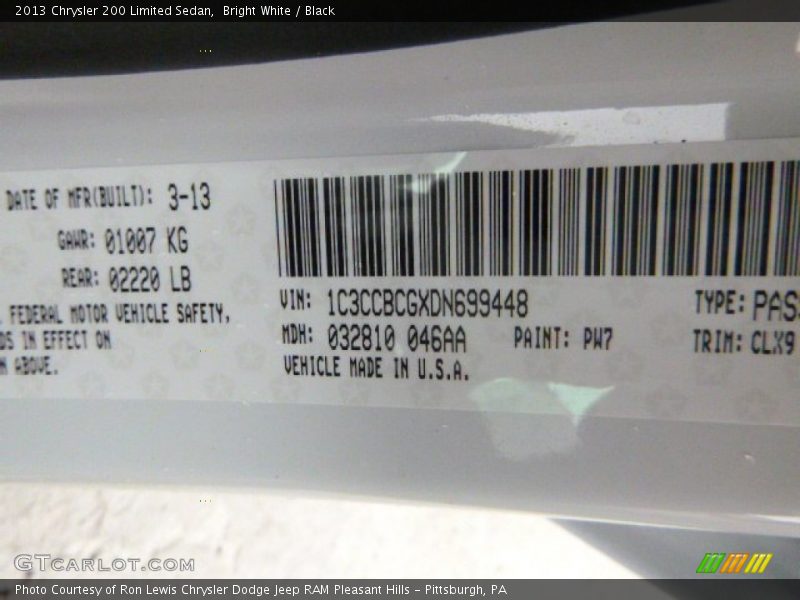 2013 Chrysler 200 Limited Sedan,  Bright White / Black
DATE OF MFR(BUILT): 3-13
GAWR: 01007 KG
REAR: 02220 LB
FEDERAL MOTOR VEHICLE SAFETY,
DS IN EFFECT ON
N ABOVE.
VIN: 1C3CCBCGXDN699448
MDH: 032810 046AA PAINT: PW7
VEHICLE MADE IN U.S.A.
TYPE: PAS
TRIM: CLX9
GTCARLOT.COM
Photo Courtesy of Ron Lewis Chrysler Dodge Jeep RAM Pleasant Hills - Pittsburgh, PA